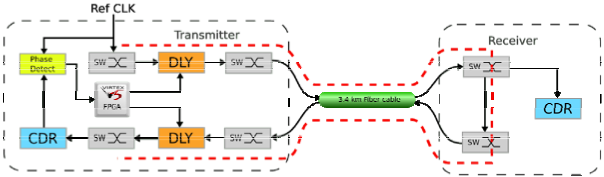 Ref CLK
Transmitter
Receiver
Phase
Detect
SW
DLY
SW
VIRTEX
5
FPGA
3.4 km Fiber cable
SW
CDR
CDR
SW
DLY
SW
SW